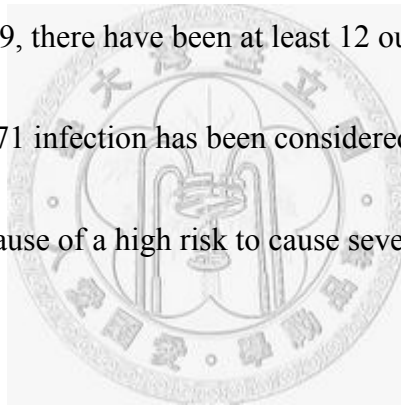 9, there have been at least 12 ou
71 infection has been considered
ause of a high risk to cause seve